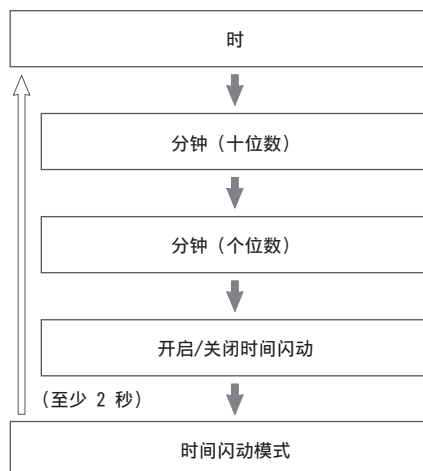 时
分钟（十位数）
分钟（个位数）
开启/关闭时间闪动
（至少 2 秒）
时间闪动模式